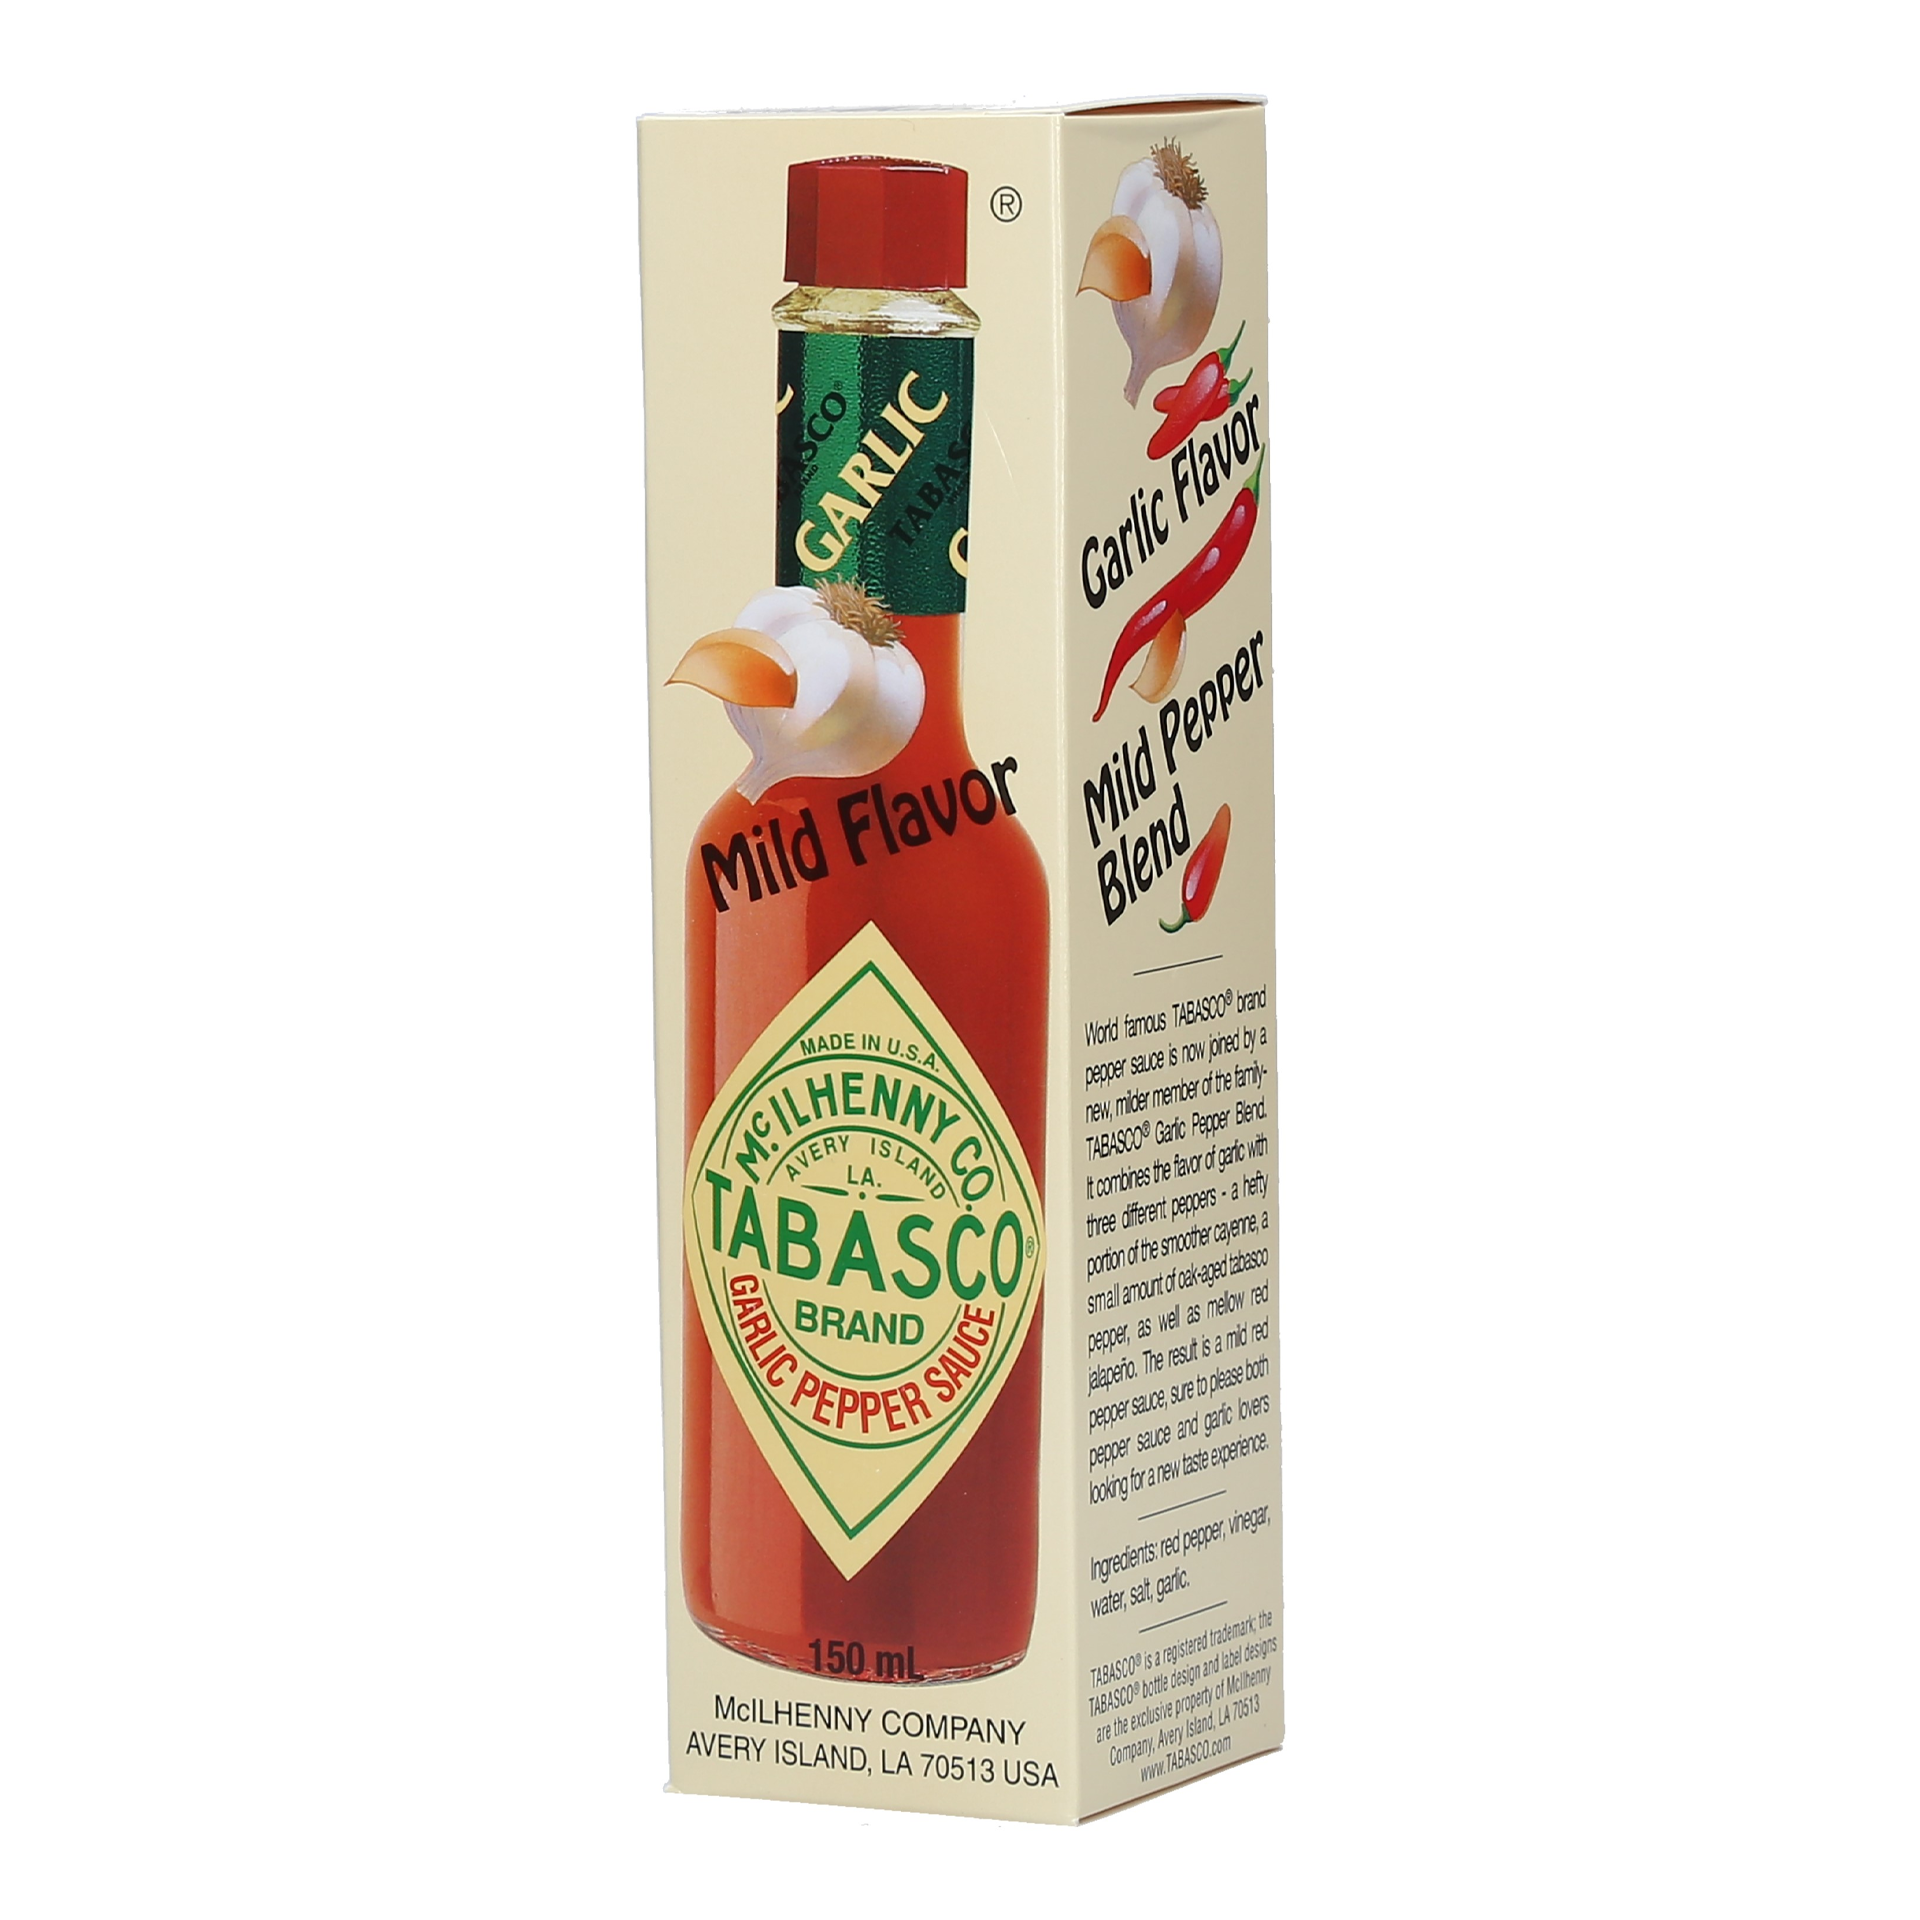 ®
TABASCO®
GARLIC
TABAS
Mild Flavor
MADE IN U.S.A.
McILHENNY CO.
AVERY ISLAND
LA.
TABASCO®
BRAND
GARLIC PEPPER SAUCE
150 mL
McILHENNY COMPANY
AVERY ISLAND, LA 70513 USA
Garlic Flavor
Mild Pepper
Blend
World famous TABASCO® brand
pepper sauce is now joined by a
new, milder member of the family-
TABASCO® Garlic Pepper Blend.
It combines the flavor of garlic with
three different peppers - a hefty
portion of the smoother cayenne, a
small amount of oak-aged tabasco
pepper, as well as mellow red
jalapeño. The result is a mild red
pepper sauce, sure to please both
pepper sauce and garlic lovers
looking for a new taste experience.
Ingredients: red pepper, vinegar,
water, salt, garlic.
TABASCO® is a registered trademark; the
TABASCO® bottle design and label designs
are the exclusive property of McIlhenny
Company, Avery Island, LA 70513
www.TABASCO.com